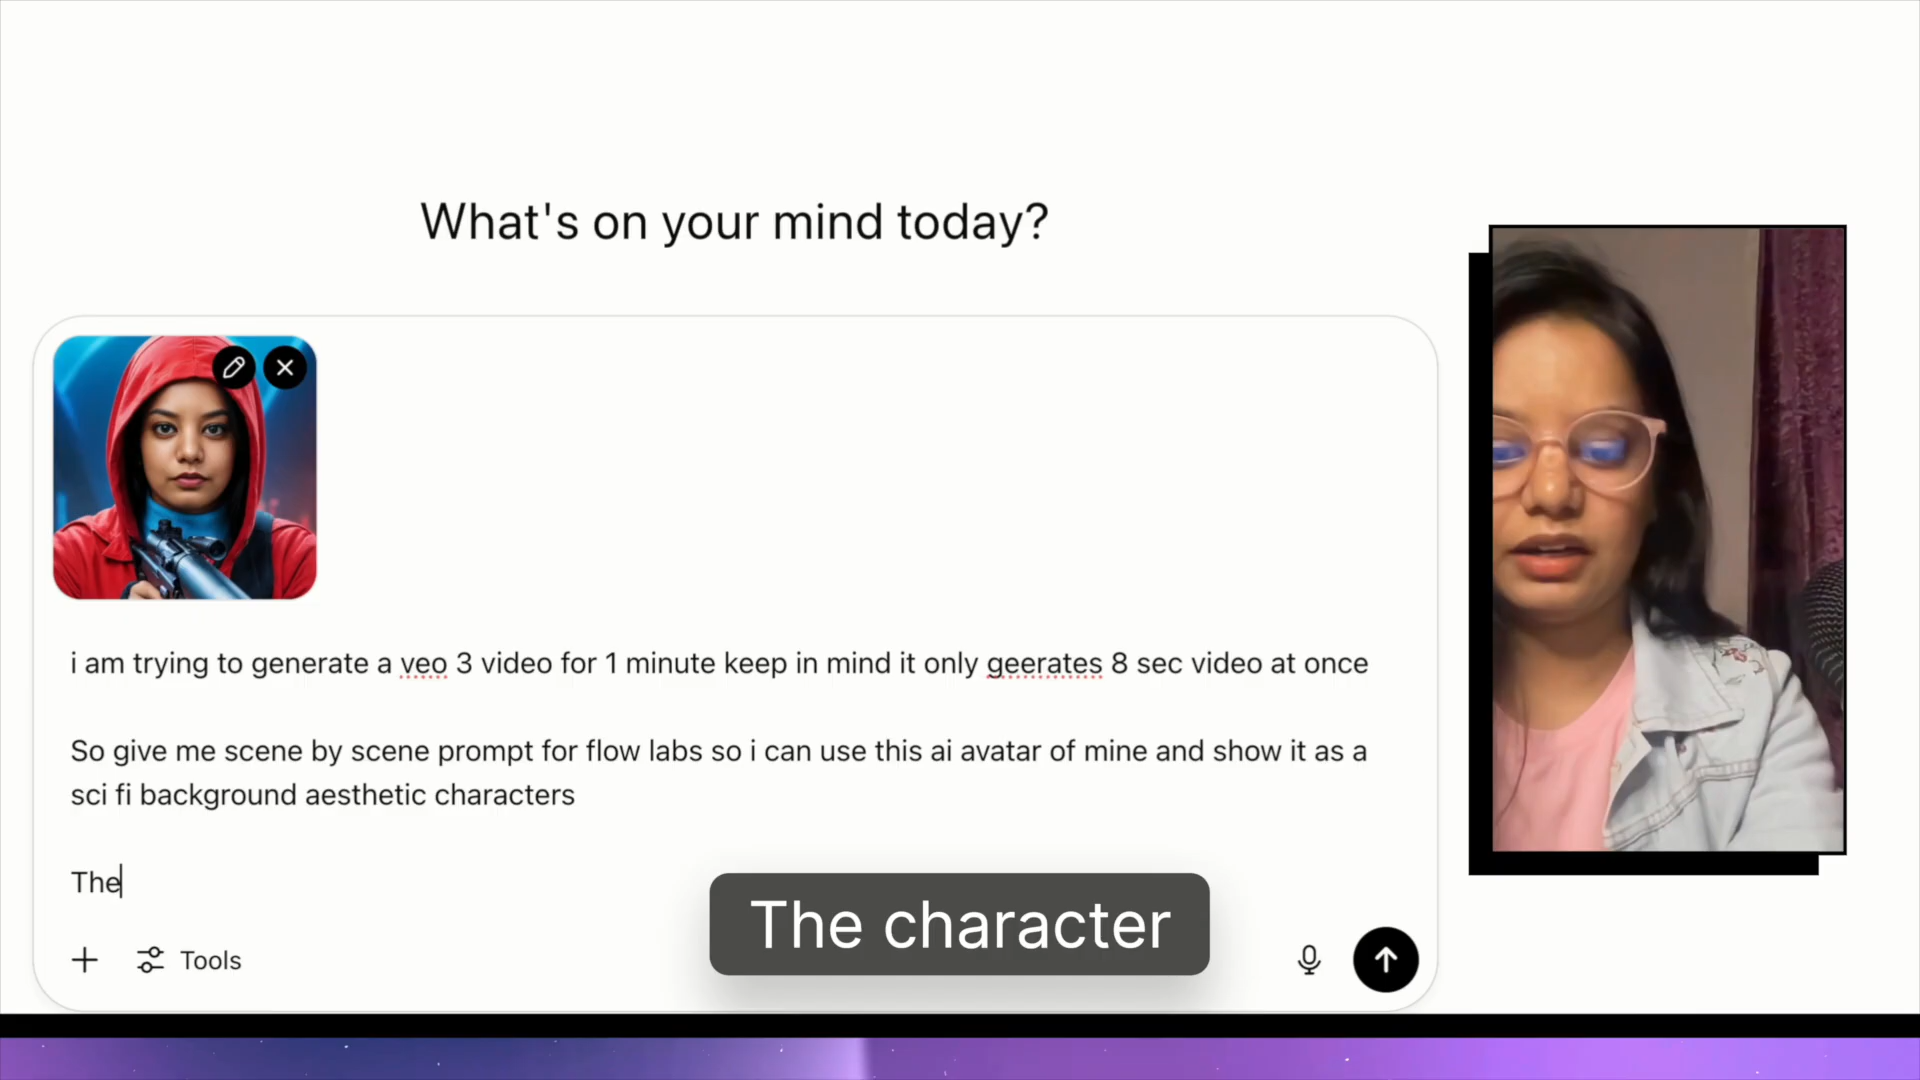 What's on your mind today?
i am trying to generate a veo 3 video for 1 minute keep in mind it only geerates 8 sec video at once
So give me scene by scene prompt for flow labs so i can use this ai avatar of mine and show it as a
sci fi background aesthetic characters
The
The character
Tools